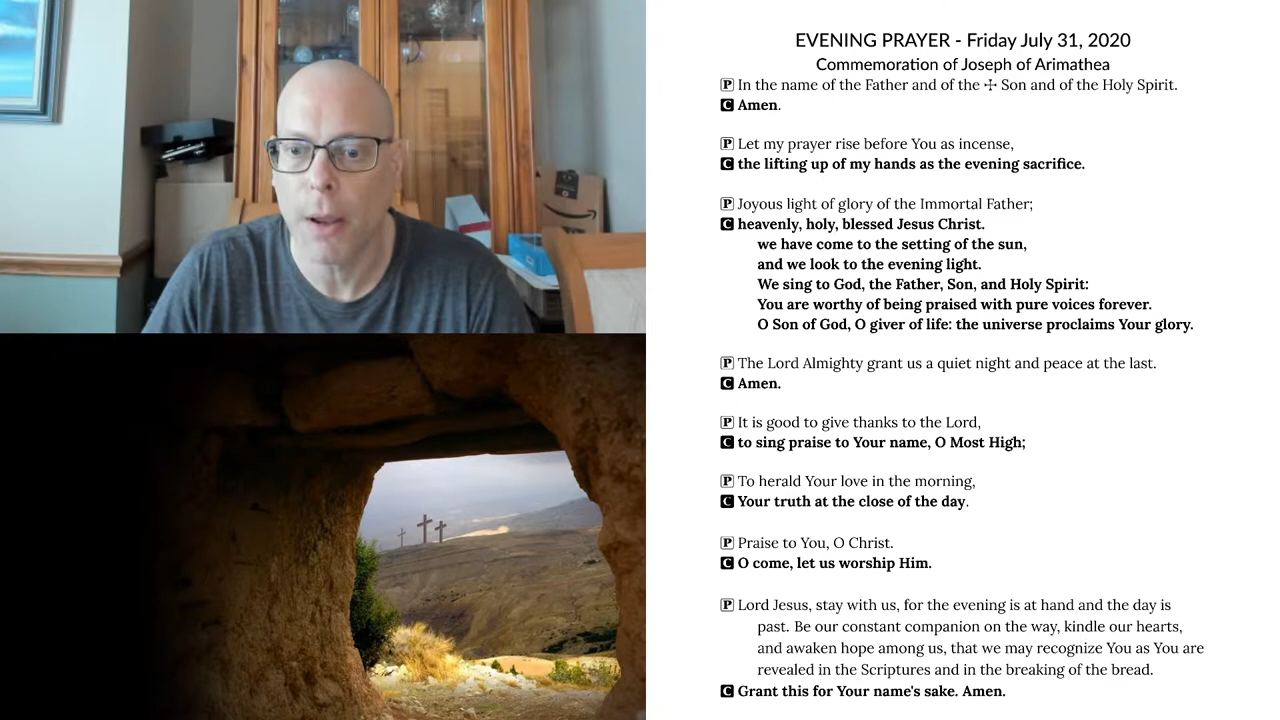 EVENING PRAYER - Friday July 31, 2020
Commemoration of Joseph of Arimathea
P In the name of the Father and of the ☩ Son and of the Holy Spirit.
C Amen.
P Let my prayer rise before You as incense,
C the lifting up of my hands as the evening sacrifice.
P Joyous light of glory of the Immortal Father;
C heavenly, holy, blessed Jesus Christ.
we have come to the setting of the sun,
and we look to the evening light.
We sing to God, the Father, Son, and Holy Spirit:
You are worthy of being praised with pure voices forever.
O Son of God, O giver of life: the universe proclaims Your glory.
P The Lord Almighty grant us a quiet night and peace at the last.
C Amen.
P It is good to give thanks to the Lord,
C to sing praise to Your name, O Most High;
P To herald Your love in the morning,
C Your truth at the close of the day.
P Praise to You, O Christ.
C O come, let us worship Him.
P Lord Jesus, stay with us, for the evening is at hand and the day is
past. Be our constant companion on the way, kindle our hearts,
and awaken hope among us, that we may recognize You as You are
revealed in the Scriptures and in the breaking of the bread.
C Grant this for Your name's sake. Amen.